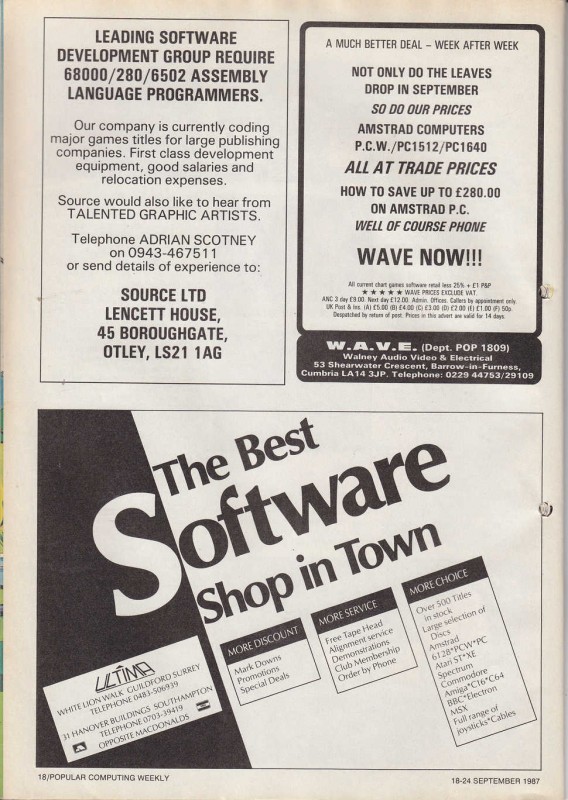 LEADING SOFTWARE
DEVELOPMENT GROUP REQUIRE
68000/280/6502 ASSEMBLY
LANGUAGE PROGRAMMERS.
Our company is currently coding
major games titles for large publishing
companies. First class development
equipment, good salaries and
relocation expenses.
Source would also like to hear from
TALENTED GRAPHIC ARTISTS.
Telephone ADRIAN SCOTNEY
on 0943-467511
or send details of experience to:
SOURCE LTD
LENCETT HOUSE,
45 BOROUGHGATE,
OTLEY, LS21 1AG
A MUCH BETTER DEAL – WEEK AFTER WEEK
NOT ONLY DO THE LEAVES
DROP IN SEPTEMBER
SO DO OUR PRICES
AMSTRAD COMPUTERS
P.C.W./PC1512/PC1640
ALL AT TRADE PRICES
HOW TO SAVE UP TO £280.00
ON AMSTRAD P.C.
WELL OF COURSE PHONE
WAVE NOW!!!
All current chart games software retail less 25% + £1 P&P
★ ★ ★ ★ ★ WAVE PRICES EXCLUDE VAT
ANC 3 day £9.00. Next day £12.00. Admin. Offices. Callers by appointment only.
UK Post & Ins. (A) £5.00 (B) £4.00 (C) £3.00 (D) £2.00 (E) £1.00 (F) 50p.
Despatched by return of post. Prices in this advert are valid for 14 days.
W.A.V.E. (Dept. POP 1809)
Walney Audio Video & Electrical
53 Shearwater Crescent, Barrow-in-Furness,
Cumbria LA14 3JP. Telephone: 0229 44753/29109
The Best
Software
Shop in Town
MORE DISCOUNT
Mark Downs
Promotions
Special Deals
MORE SERVICE
Free Tape Head
Alignment service
Demonstrations
Club Membership
Order by Phone
MORE CHOICE
Over 500 Titles
in stock
Large selection of
Discs
Amstrad
6128*PCW*PC
Atari ST*XE
Spectrum
Commodore
Amiga*C16*C64
BBC*Electron
MSX
Full range of
joysticks*Cables
ULTIMA
WHITE LION WALK GUILDFORD SURREY
TELEPHONE 0483-506939
31 HANOVER BUILDINGS SOUTHAMPTON
TELEPHONE 0703-39419
OPPOSITE MACDONALDS
18/POPULAR COMPUTING WEEKLY
18-24 SEPTEMBER 1987